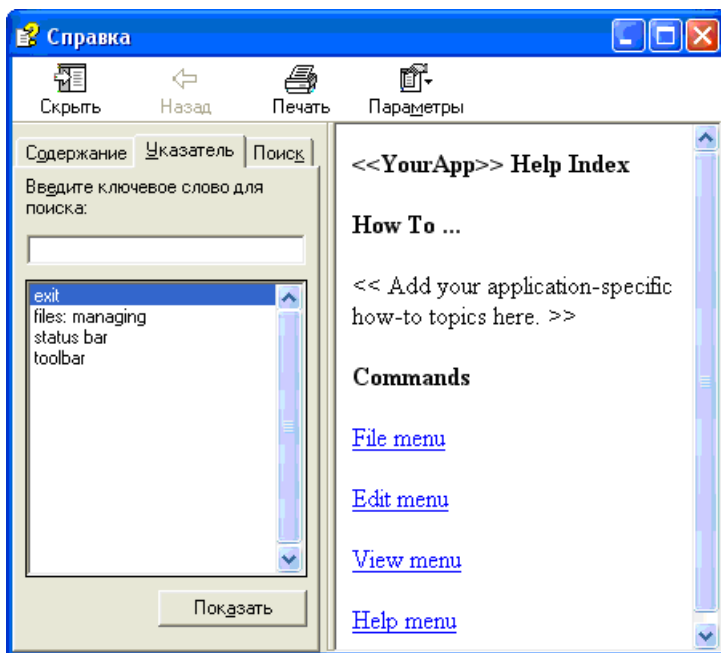 Справка
Скрыть
Назад
Печать
Параметры
Содержание
Указатель
Поиск
Введите ключевое слово для
поиска:
exit
files: managing
status bar
toolbar
Показать
<<YourApp>> Help Index
How To ...
<< Add your application-specific
how-to topics here. >>
Commands
File menu
Edit menu
View menu
Help menu